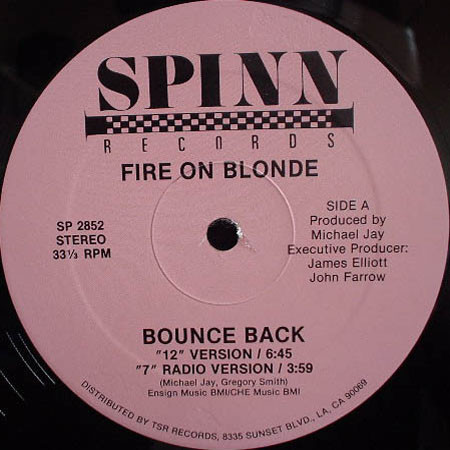 SPINN
RECORDS
FIRE ON BLONDE
SP 2852
STEREO
33⅓ RPM
SIDE A
Produced by
Michael Jay
Executive Producer:
James Elliott
John Farrow
BOUNCE BACK
"12" VERSION / 6:45
"7" RADIO VERSION / 3:59
(Michael Jay, Gregory Smith)
Ensign Music BMI/CHE Music BMI
DISTRIBUTED BY TSR RECORDS, 8335 SUNSET BLVD., LA, CA 90069